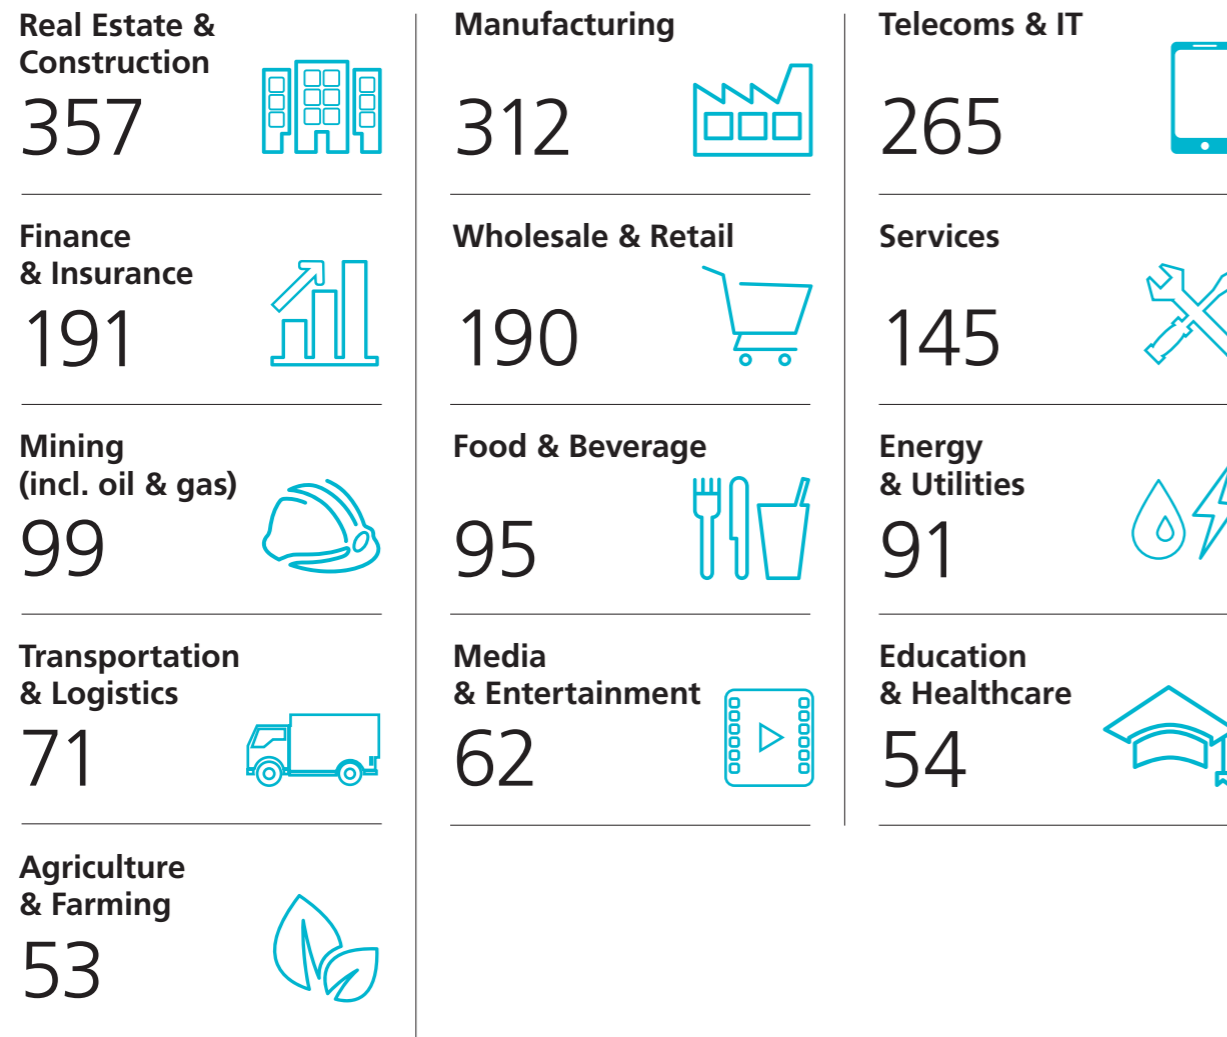 Real Estate &
Construction
357
Manufacturing
312
Telecoms & IT
265
Finance
& Insurance
191
Wholesale & Retail
190
Services
145
Mining
(incl. oil & gas)
99
Food & Beverage
95
Energy
& Utilities
91
Transportation
& Logistics
71
Media
& Entertainment
62
Education
& Healthcare
54
Agriculture
& Farming
53